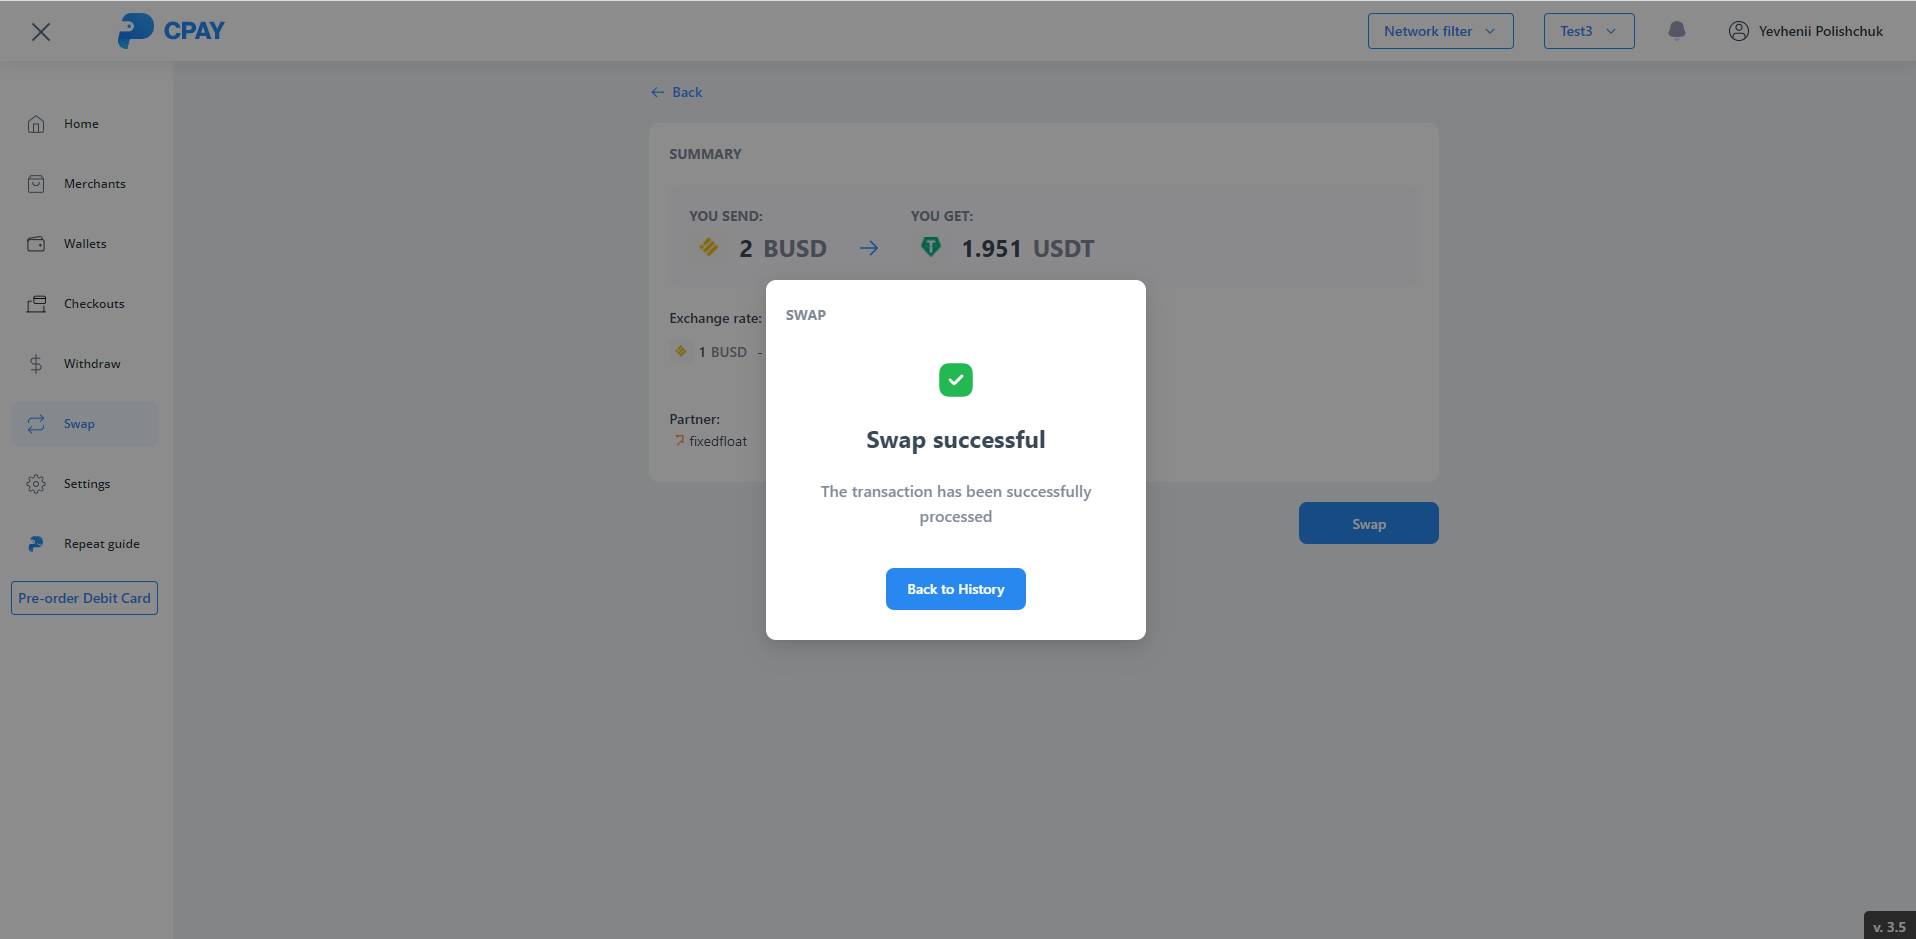 CPAY
Network filter
Test3
Yevhenii Polishchuk
Home
Merchants
Wallets
Checkouts
Withdraw
Swap
Settings
Repeat guide
Pre-order Debit Card
Back
SUMMARY
YOU SEND: YOU GET:
2 BUSD 1.951 USDT
Exchange rate:
1 BUSD -
Partner:
fixedfloat
Swap
SWAP
Swap successful
The transaction has been successfully
processed
Back to History
v. 3.5